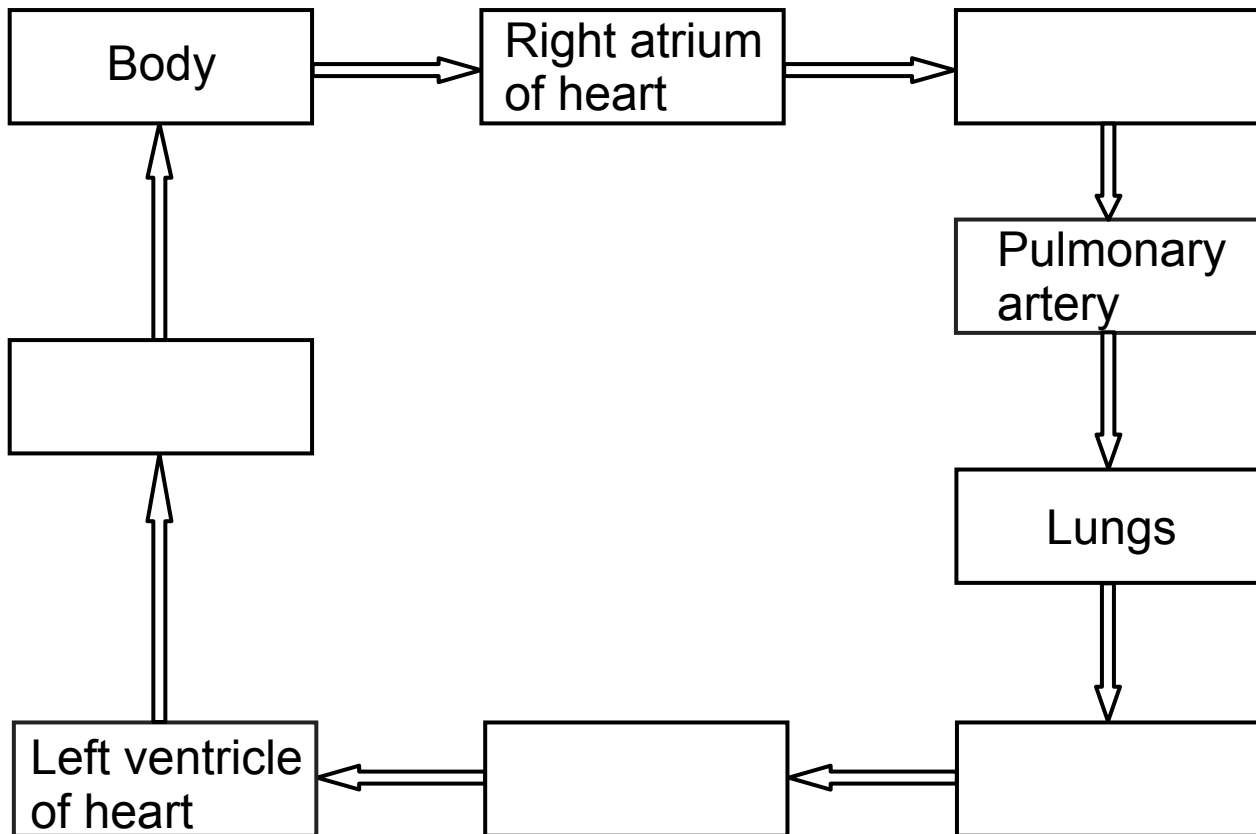 Body
Right atrium
of heart
Pulmonary
artery
Lungs
Left ventricle
of heart